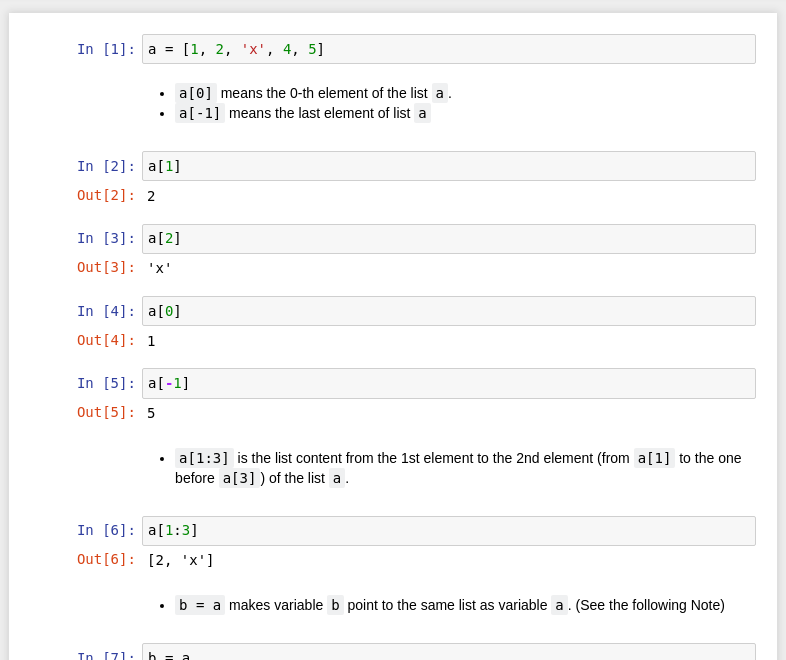 In [1]: a = [1, 2, 'x', 4, 5]
• a[0] means the 0-th element of the list a .
• a[-1] means the last element of list a
In [2]: a[1]
Out[2]: 2
In [3]: a[2]
Out[3]: 'x'
In [4]: a[0]
Out[4]: 1
In [5]: a[-1]
Out[5]: 5
• a[1:3] is the list content from the 1st element to the 2nd element (from a[1] to the one
before a[3] ) of the list a .
In [6]: a[1:3]
Out[6]: [2, 'x']
• b = a makes variable b point to the same list as variable a . (See the following Note)
In [7]: b = a